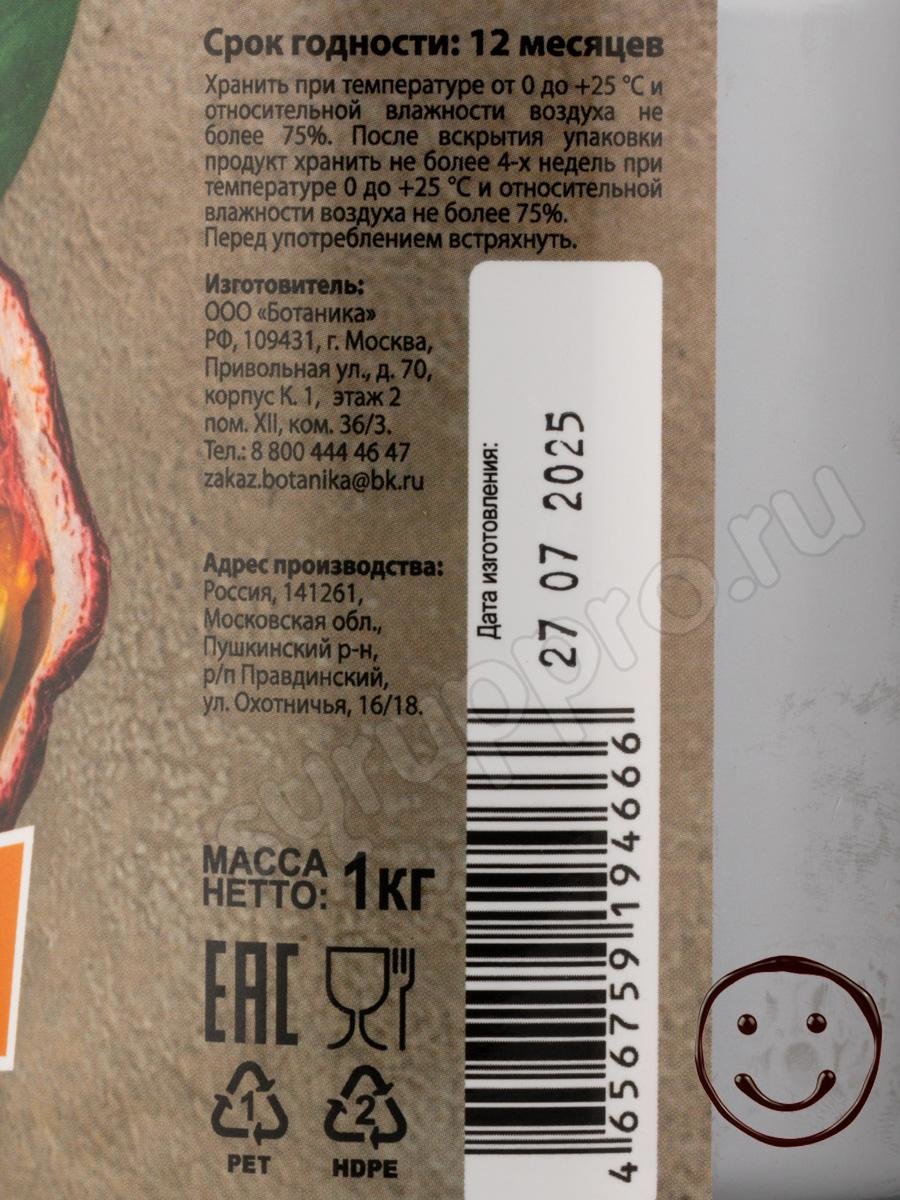 Срок годности: 12 месяцев
Хранить при температуре от 0 до +25 °С и
относительной влажности воздуха не
более 75%. После вскрытия упаковки
продукт хранить не более 4-х недель при
температуре 0 до +25 °С и относительной
влажности воздуха не более 75%.
Перед употреблением встряхнуть.
Изготовитель:
ООО «Ботаника»
РФ, 109431, г. Москва,
Привольная ул., д. 70,
корпус К. 1, этаж 2
пом. XII, ком. 36/3.
Тел.: 8 800 444 46 47
zakaz.botanika@bk.ru
Адрес производства:
Россия, 141261,
Московская обл.,
Пушкинский р-н,
р/п Правдинский,
ул. Охотничья, 16/18.
МАССА
НЕТТО: 1кг
EAC
1
PET
2
HDPE
Дата изготовления:
27 07 2025
4 656759 194666
syruppro.ru